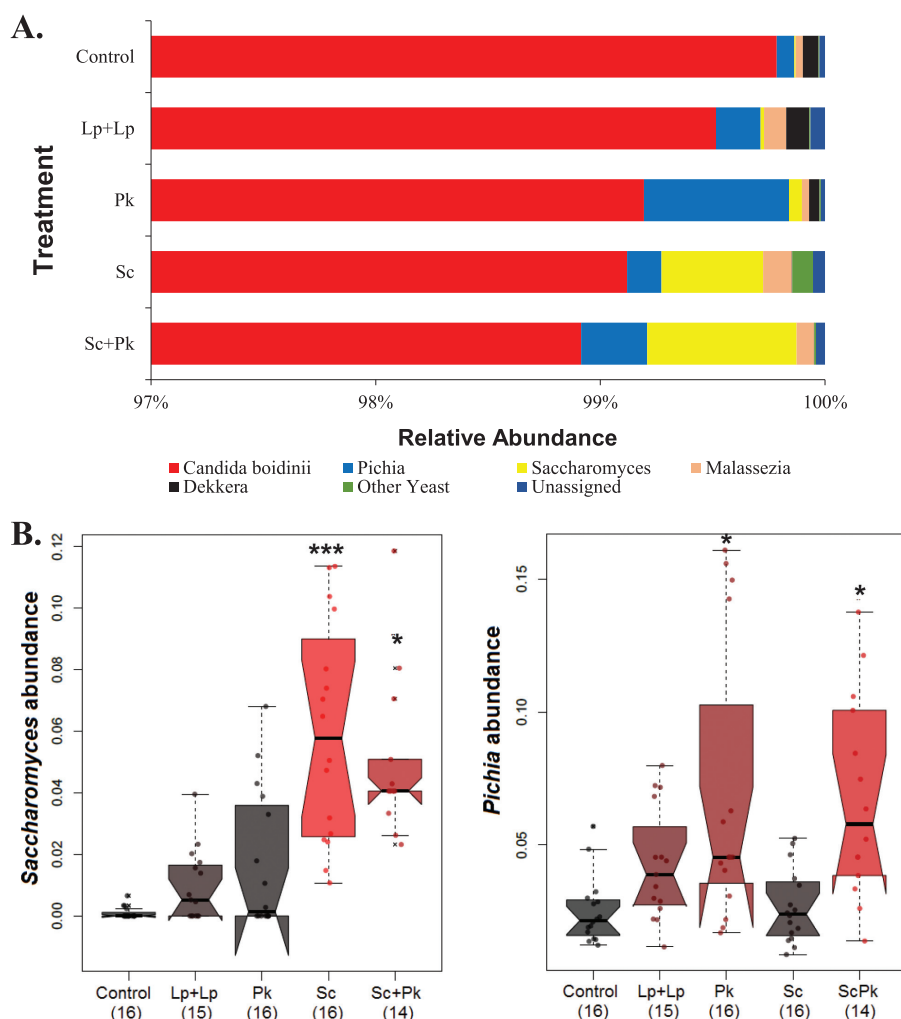 A.
Treatment
Control
Lp+Lp
Pk
Sc
Sc+Pk
97%
98%
99%
100%
Relative Abundance
Candida boidinii
Pichia
Saccharomyces
Malassezia
Dekkera
Other Yeast
Unassigned
B.
Saccharomyces abundance
0.12
0.10
0.08
0.06
0.04
0.02
0.00
***
*
Control
(16)
Lp+Lp
(15)
Pk
(16)
Sc
(16)
Sc+Pk
(14)
Pichia abundance
0.15
0.10
0.05
*
*
Control
(16)
Lp+Lp
(15)
Pk
(16)
Sc
(16)
ScPk
(14)